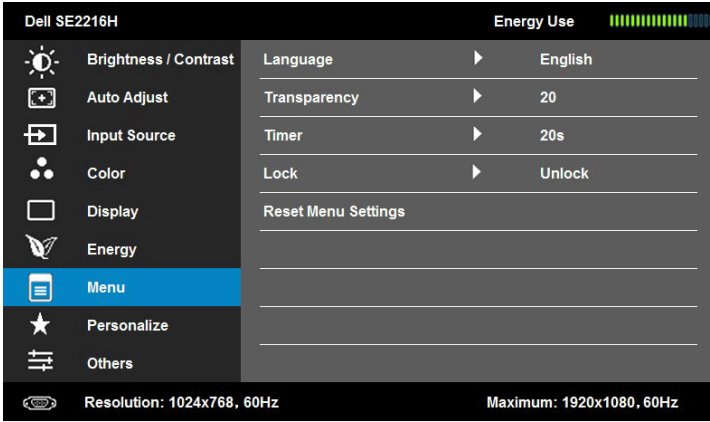 Dell SE2216H Energy Use
Brightness / Contrast Language English
Auto Adjust Transparency 20
Input Source Timer 20s
Color Lock Unlock
Display Reset Menu Settings
Energy
Menu
Personalize
Others
Resolution: 1024x768, 60Hz Maximum: 1920x1080, 60Hz